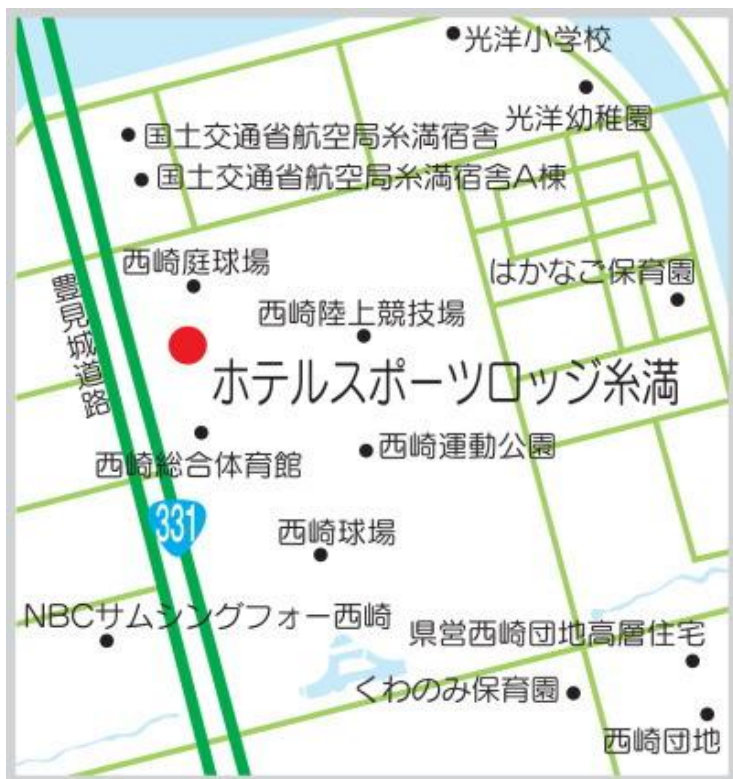 光洋小学校
光洋幼稚園
国土交通省航空局糸満宿舎
国土交通省航空局糸満宿舎A棟
西崎庭球場
はかなご保育園
豊見城道路
西崎陸上競技場
ホテルスポーツロッジ糸満
西崎総合体育館
西崎運動公園
331
西崎球場
NBCサムシングフォー西崎
県営西崎団地高層住宅
くわのみ保育園
西崎団地